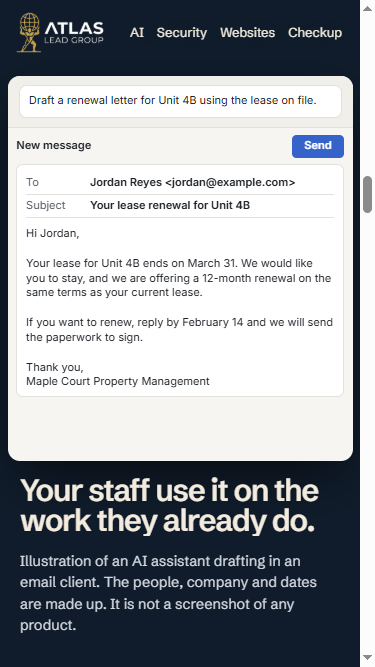 ATLAS
LEAD GROUP
AI Security Websites Checkup
Draft a renewal letter for Unit 4B using the lease on file.
New message
Send
To Jordan Reyes <jordan@example.com>
Subject Your lease renewal for Unit 4B
Hi Jordan,
Your lease for Unit 4B ends on March 31. We would like
you to stay, and we are offering a 12-month renewal on the
same terms as your current lease.
If you want to renew, reply by February 14 and we will send
the paperwork to sign.
Thank you,
Maple Court Property Management
Your staff use it on the
work they already do.
Illustration of an AI assistant drafting in an
email client. The people, company and dates
are made up. It is not a screenshot of any
product.